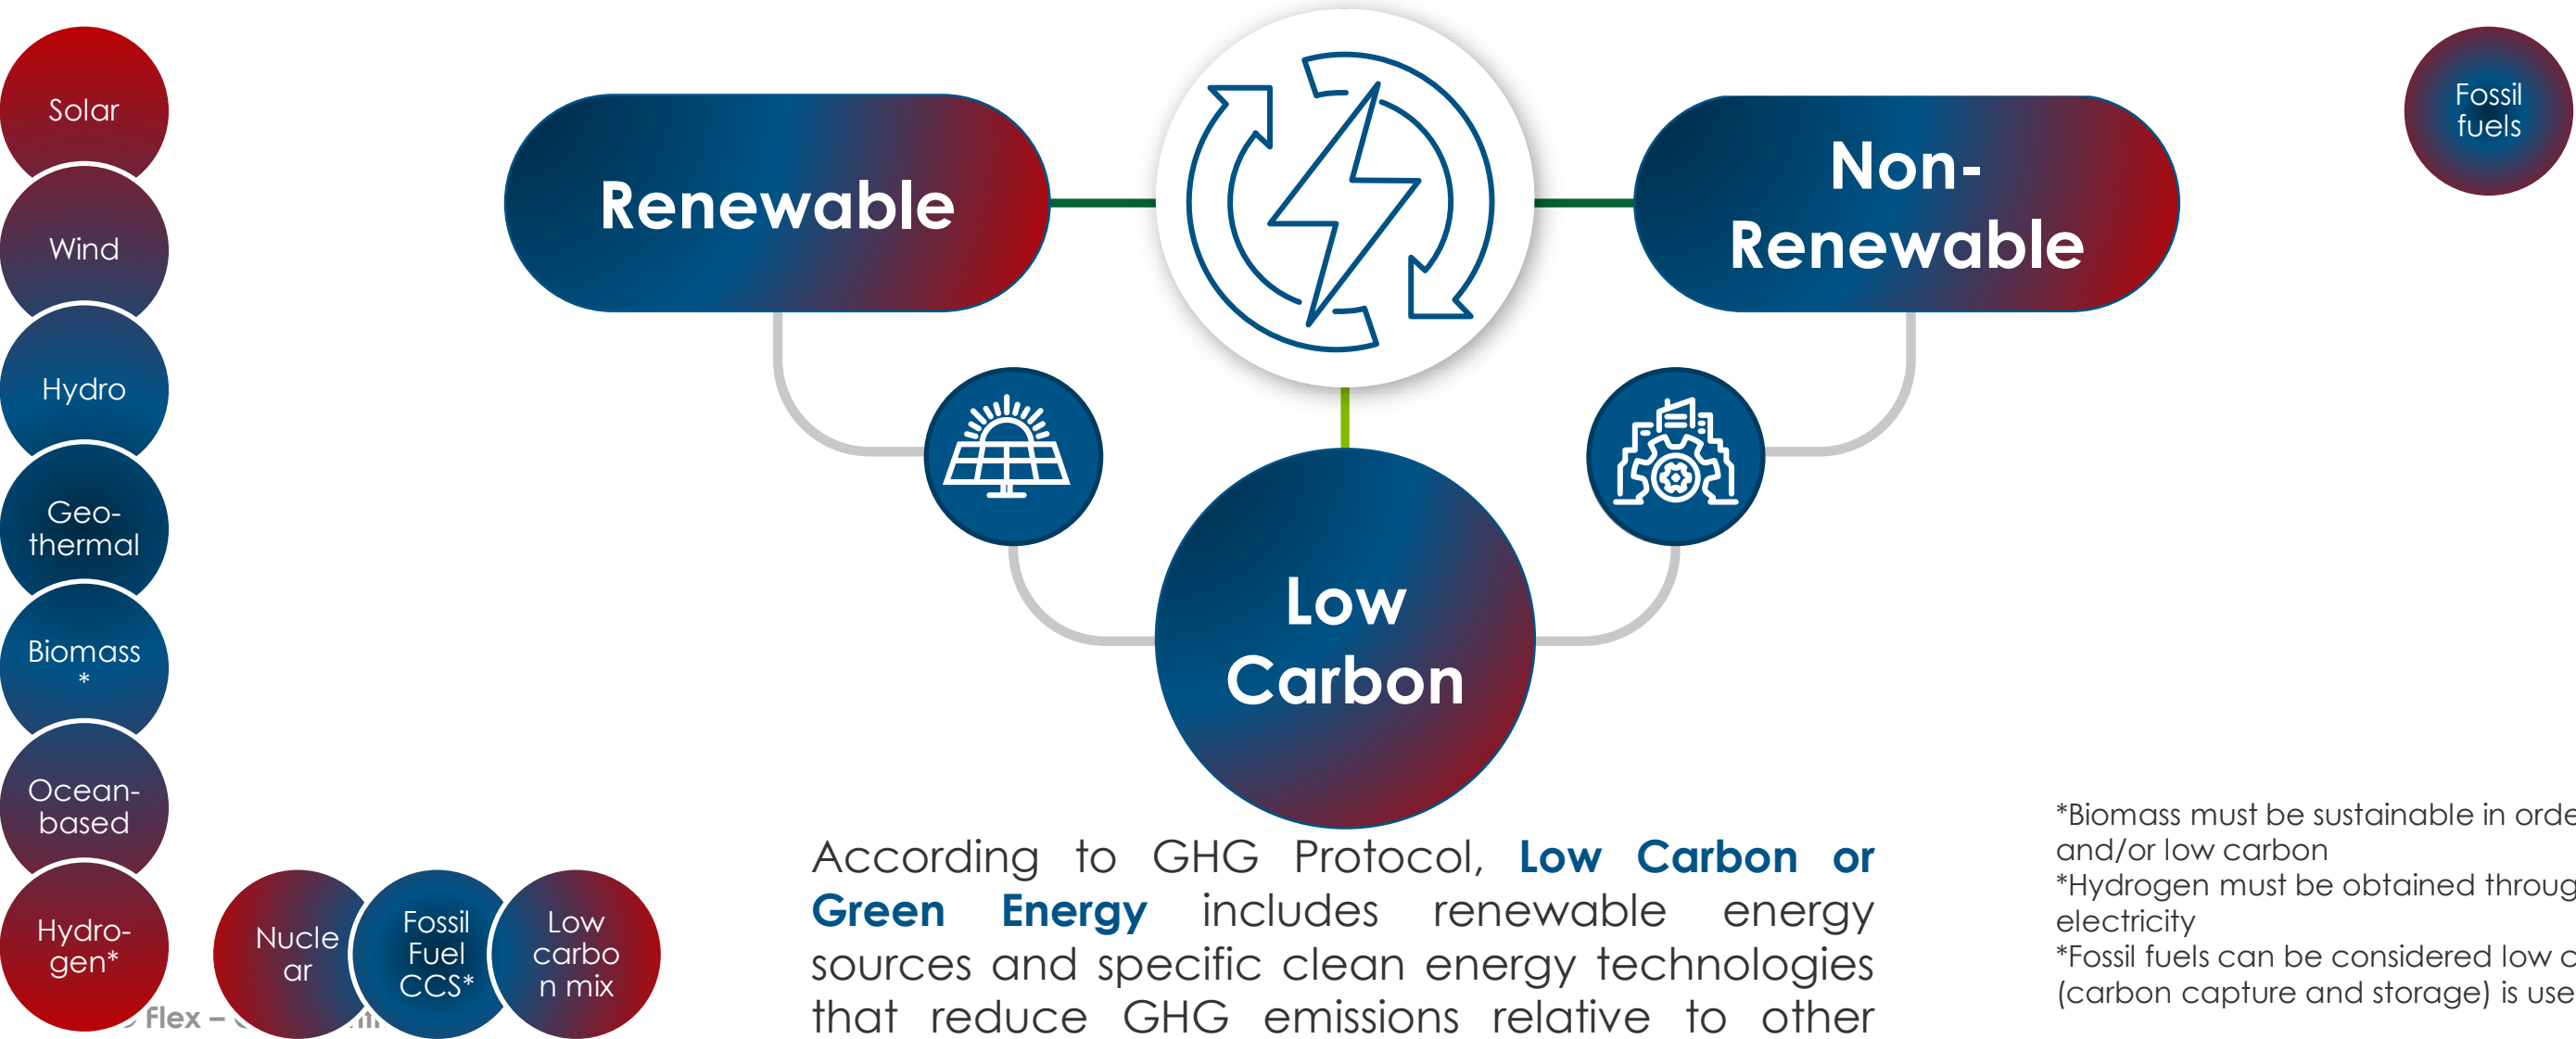 Solar
Wind
Hydro
Geo-
thermal
Biomass
*
Ocean-
based
Hydro-
gen*
Nucle
ar
Fossil
Fuel
CCS*
Low
carbo
n mix
Flex –
Renewable
Non-
Renewable
Fossil
fuels
Low
Carbon
According to GHG Protocol, Low Carbon or
Green Energy includes renewable energy
sources and specific clean energy technologies
that reduce GHG emissions relative to other
*Biomass must be sustainable in orde
and/or low carbon
*Hydrogen must be obtained throug
electricity
*Fossil fuels can be considered low c
(carbon capture and storage) is use